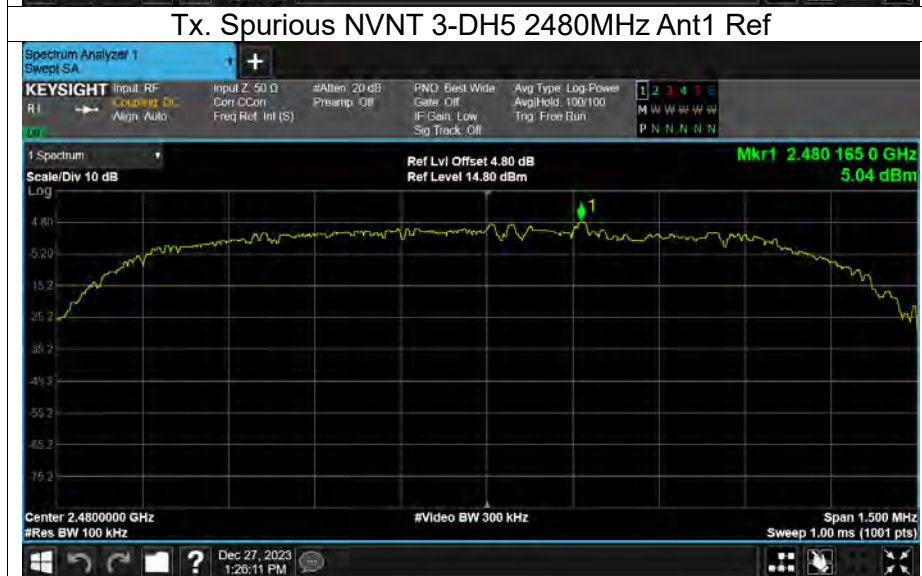 Tx. Spurious NVNT 3-DH5 2480MHz Ant1 Ref
Spectrum Analyzer 1
Swept SA
+
KEYSIGHT Input: RF Input Z: 50 Ω #Atten: 20 dB PNO: Best Wide Avg Type: Log-Power 1 2 3 4 5 6
Coupling: DC Corr CCorr Preamp: Off Gate: Off Avg|Hold: 100/100 M W W W W W
Align: Auto Freq Ref: Int (S) IF Gain: Low Trig: Free Run
Sig Track: Off P N N N N N
1 Spectrum Ref Lvl Offset 4.80 dB Mkr1 2.480 165 0 GHz
Scale/Div 10 dB Ref Level 14.80 dBm 5.04 dBm
Log
1
4.80
-5.20
-15.2
-25.2
-35.2
-45.2
-55.2
-65.2
-75.2
Center 2.4800000 GHz #Video BW 300 kHz Span 1.500 MHz
#Res BW 100 kHz Sweep 1.00 ms (1001 pts)
? Dec 27, 2023
1:26:11 PM